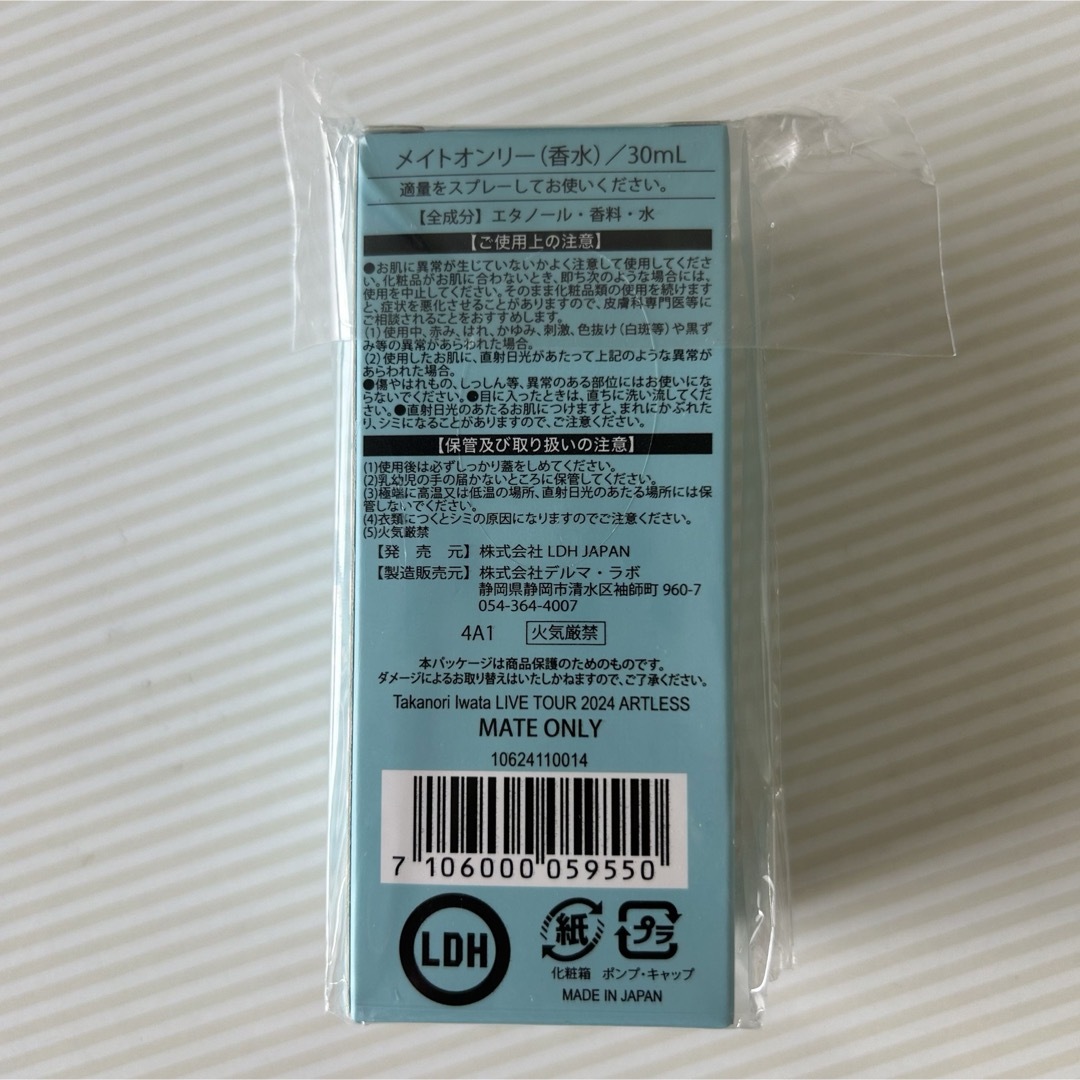 メイトオンリー（香水）／30mL
適量をスプレーしてお使いください。
【全成分】エタノール・香料・水
【ご使用上の注意】
●お肌に異常が生じていないかよく注意して使用してくださ
い。化粧品がお肌に合わないとき、即ち次のような場合には、
使用を中止してください。そのまま化粧品類の使用を続けます
と、症状を悪化させることがありますので、皮膚科専門医等に
ご相談されることをおすすめします。
(1)使用中、赤み、はれ、かゆみ、刺激、色抜け(白斑等)や黒ず
み等の異常があらわれた場合。
(2)使用したお肌に、直射日光があたって上記のような異常が
あらわれた場合。
●傷やはれもの、しっしん等、異常のある部位にはお使いにな
らないでください。●目に入ったときは、直ちに洗い流してくだ
さい。●直射日光のあたるお肌につけますと、まれにかぶれた
り、シミになることがありますので、ご注意ください。
【保管及び取り扱いの注意】
(1)使用後は必ずしっかり蓋をしめてください。
(2)乳幼児の手の届かないところに保管してください。
(3)極端に高温又は低温の場所、直射日光のあたる場所には保
管しないでください。
(4)衣類につくとシミの原因になりますのでご注意ください。
(5)火気厳禁
【発 売 元】株式会社 LDH JAPAN
【製造販売元】株式会社デルマ・ラボ
静岡県静岡市清水区袖師町 960-7
054-364-4007
4A1 火気厳禁
本パッケージは商品保護のためのものです。
ダメージによるお取り替えはいたしかねますので、ご了承ください。
Takanori Iwata LIVE TOUR 2024 ARTLESS
MATE ONLY
10624110014
7 106000 059550
LDH 紙 プラ
化粧箱 ポンプ・キャップ
MADE IN JAPAN